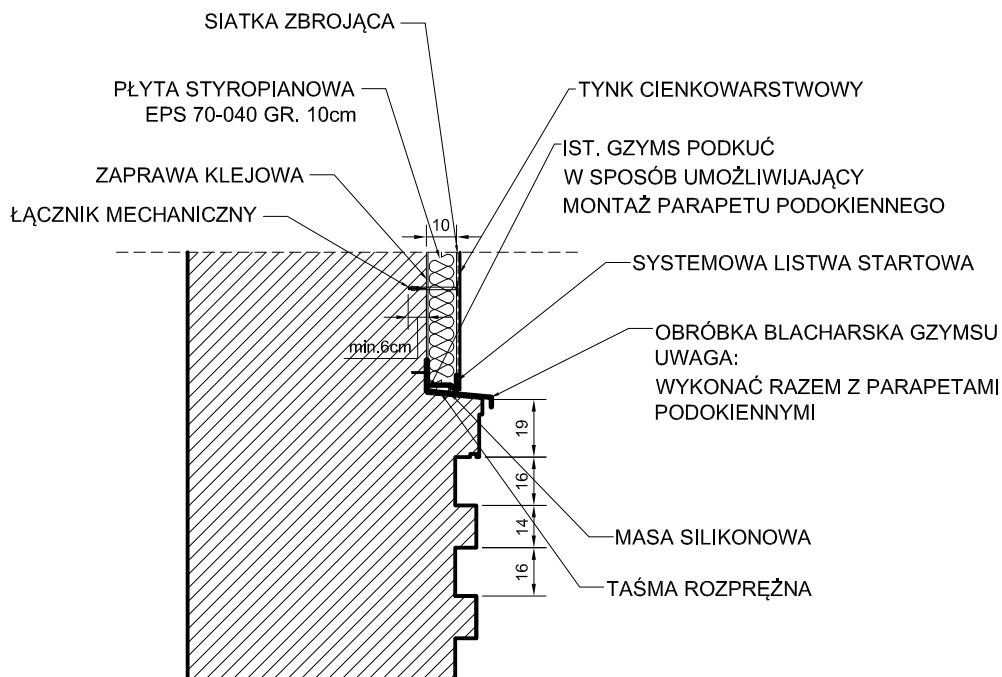 SIATKA ZBROJĄCA
PŁYTA STYROPIANOWA
EPS 70-040 GR. 10cm
ZAPRAWA KLEJOWA
ŁĄCZNIK MECHANICZNY
TYNK CIENKOWARSTWOWY
IST. GZYMS PODKUĆ
W SPOSÓB UMOŻLIWIJAJĄCY
MONTAŻ PARAPETU PODOKIENNEGO
10
SYSTEMOWA LISTWA STARTOWA
min.6cm
OBRÓBKA BLACHARSKA GZYMSU
UWAGA:
WYKONAĆ RAZEM Z PARAPETAMI
PODOKIENNYMI
19
16
14
16
MASA SILIKONOWA
TAŚMA ROZPRĘŻNA